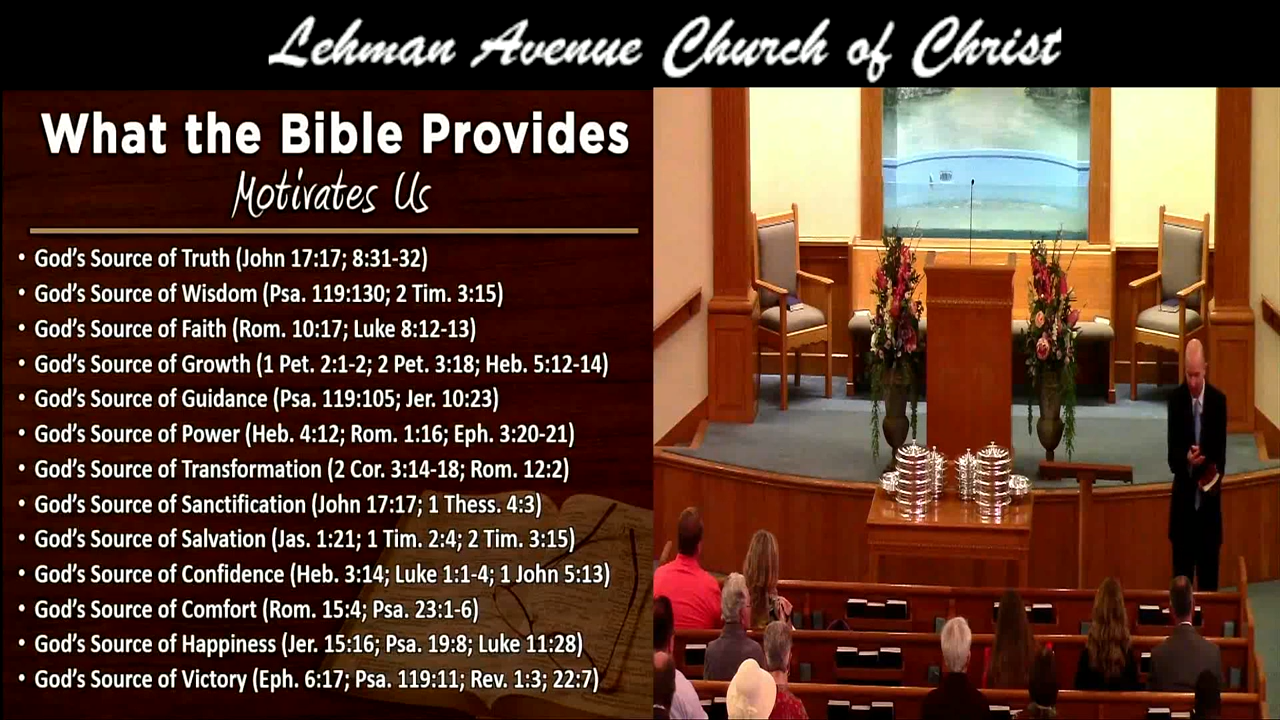 Lehman Avenue Church of Christ
What the Bible Provides
Motivates Us
• God's Source of Truth (John 17:17; 8:31-32)
• God's Source of Wisdom (Psa. 119:130; 2 Tim. 3:15)
• God's Source of Faith (Rom. 10:17; Luke 8:12-13)
• God's Source of Growth (1 Pet. 2:1-2; 2 Pet. 3:18; Heb. 5:12-14)
• God's Source of Guidance (Psa. 119:105; Jer. 10:23)
• God's Source of Power (Heb. 4:12; Rom. 1:16; Eph. 3:20-21)
• God's Source of Transformation (2 Cor. 3:14-18; Rom. 12:2)
• God's Source of Sanctification (John 17:17; 1 Thess. 4:3)
• God's Source of Salvation (Jas. 1:21; 1 Tim. 2:4; 2 Tim. 3:15)
• God's Source of Confidence (Heb. 3:14; Luke 1:1-4; 1 John 5:13)
• God's Source of Comfort (Rom. 15:4; Psa. 23:1-6)
• God's Source of Happiness (Jer. 15:16; Psa. 19:8; Luke 11:28)
• God's Source of Victory (Eph. 6:17; Psa. 119:11; Rev. 1:3; 22:7)